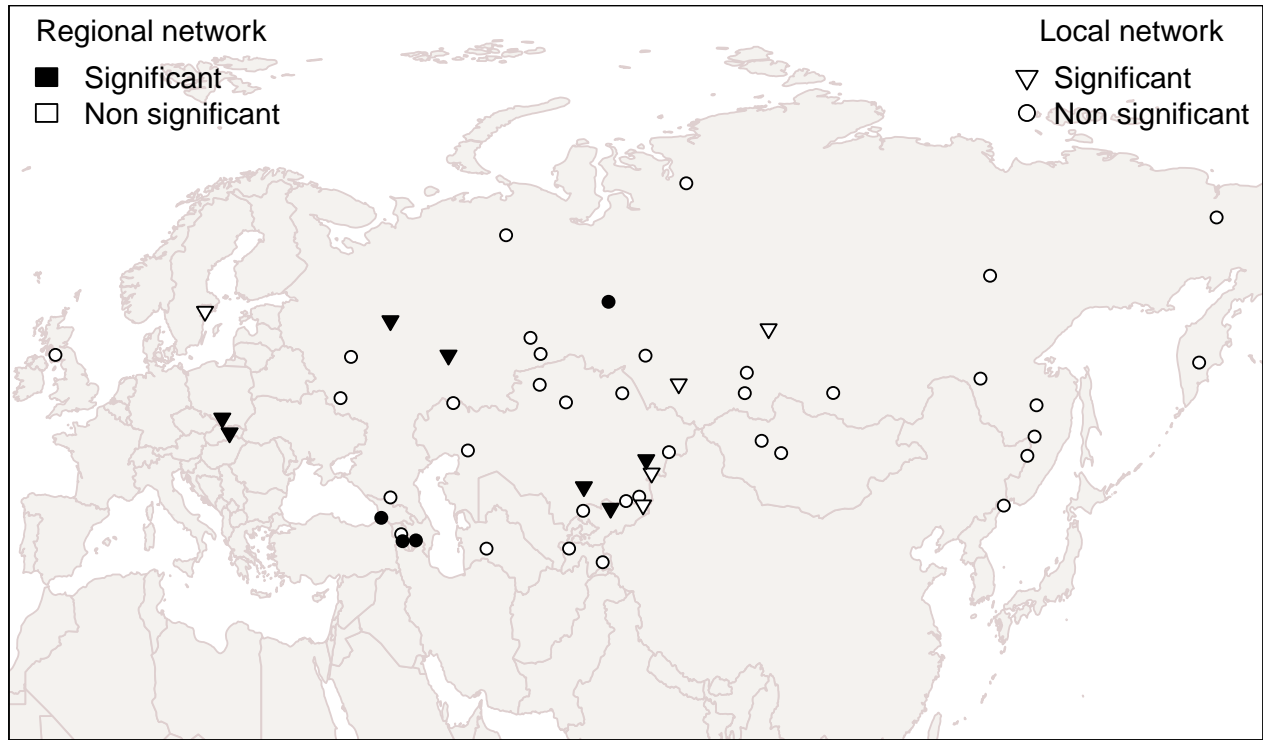 Regional network
Significant
Non significant
Local network
Significant
Non significant